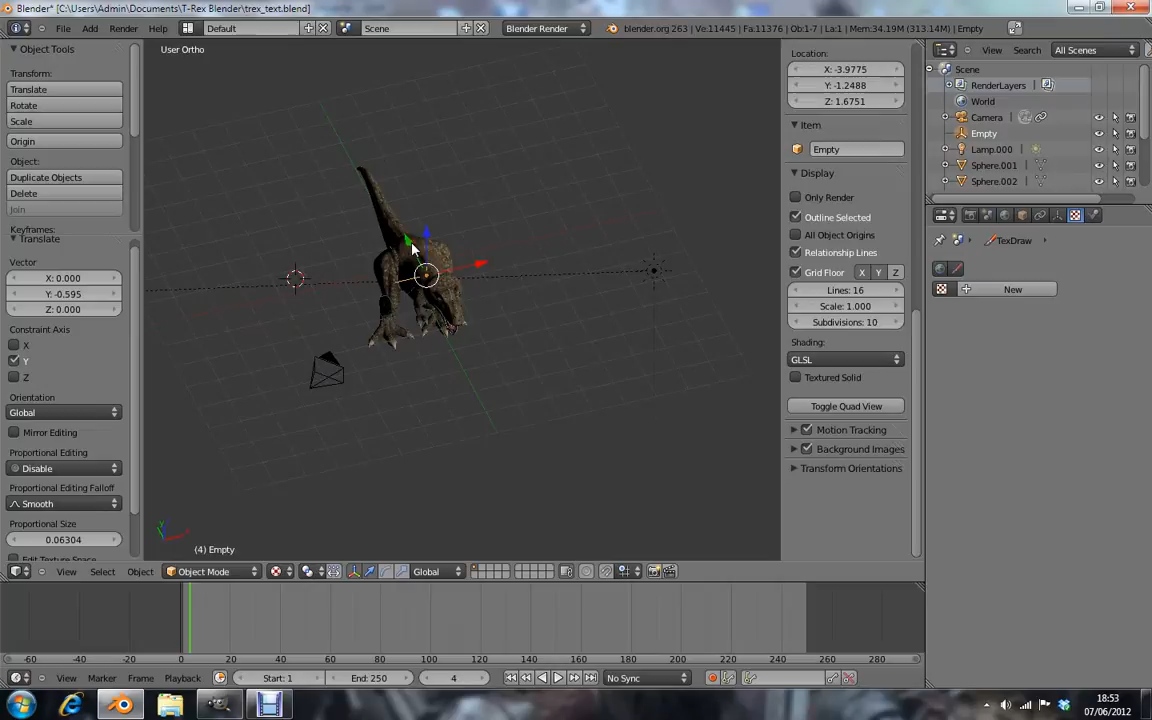 Blender* [C:\Users\Admin\Documents\T-Rex Blender\trex_text.blend]
File Add Render Help Default Scene Blender Render blender.org 263 | Ve:11445 | Fa:11376 | Ob:1-7 | La:1 | Mem:34.19M (313.14M) | Empty
Object Tools
Transform:
Translate
Rotate
Scale
Origin
Object:
Duplicate Objects
Delete
Join
Keyframes:
Translate
Vector
X: 0.000
Y: -0.595
Z: 0.000
Constraint Axis
X
Y
Z
Orientation
Global
Mirror Editing
Proportional Editing
Disable
Proportional Editing Falloff
Smooth
Proportional Size
0.06304
Edit Texture Space
User Ortho
(4) Empty
Location:
X: -3.9775
Y: -1.2488
Z: 1.6751
Item
Empty
Display
Only Render
Outline Selected
All Object Origins
Relationship Lines
Grid Floor X Y Z
Lines: 16
Scale: 1.000
Subdivisions: 10
Shading:
GLSL
Textured Solid
Toggle Quad View
Motion Tracking
Background Images
Transform Orientations
View Search All Scenes
Scene
RenderLayers
World
Camera
Empty
Lamp.000
Sphere.001
Sphere.002
TexDraw
New
View Select Object Object Mode Global
-60 -40 -20 0 20 40 60 80 100 120 140 160 180 200 220 240 260 280
View Marker Frame Playback Start: 1 End: 250 4 No Sync
18:53
07/06/2012